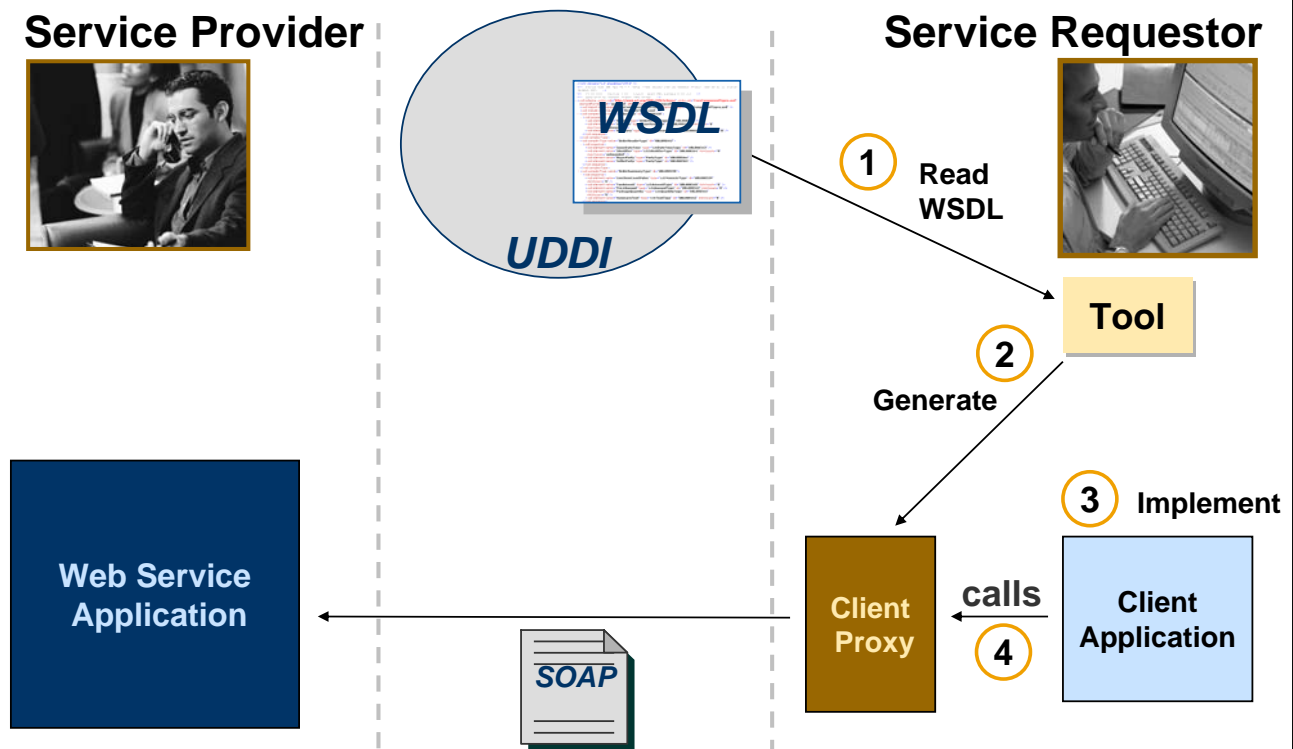 Service Provider
Service Requestor
WSDL
UDDI
1
Read
WSDL
Tool
2
Generate
3
Implement
Web Service
Application
SOAP
Client
Proxy
calls
4
Client
Application